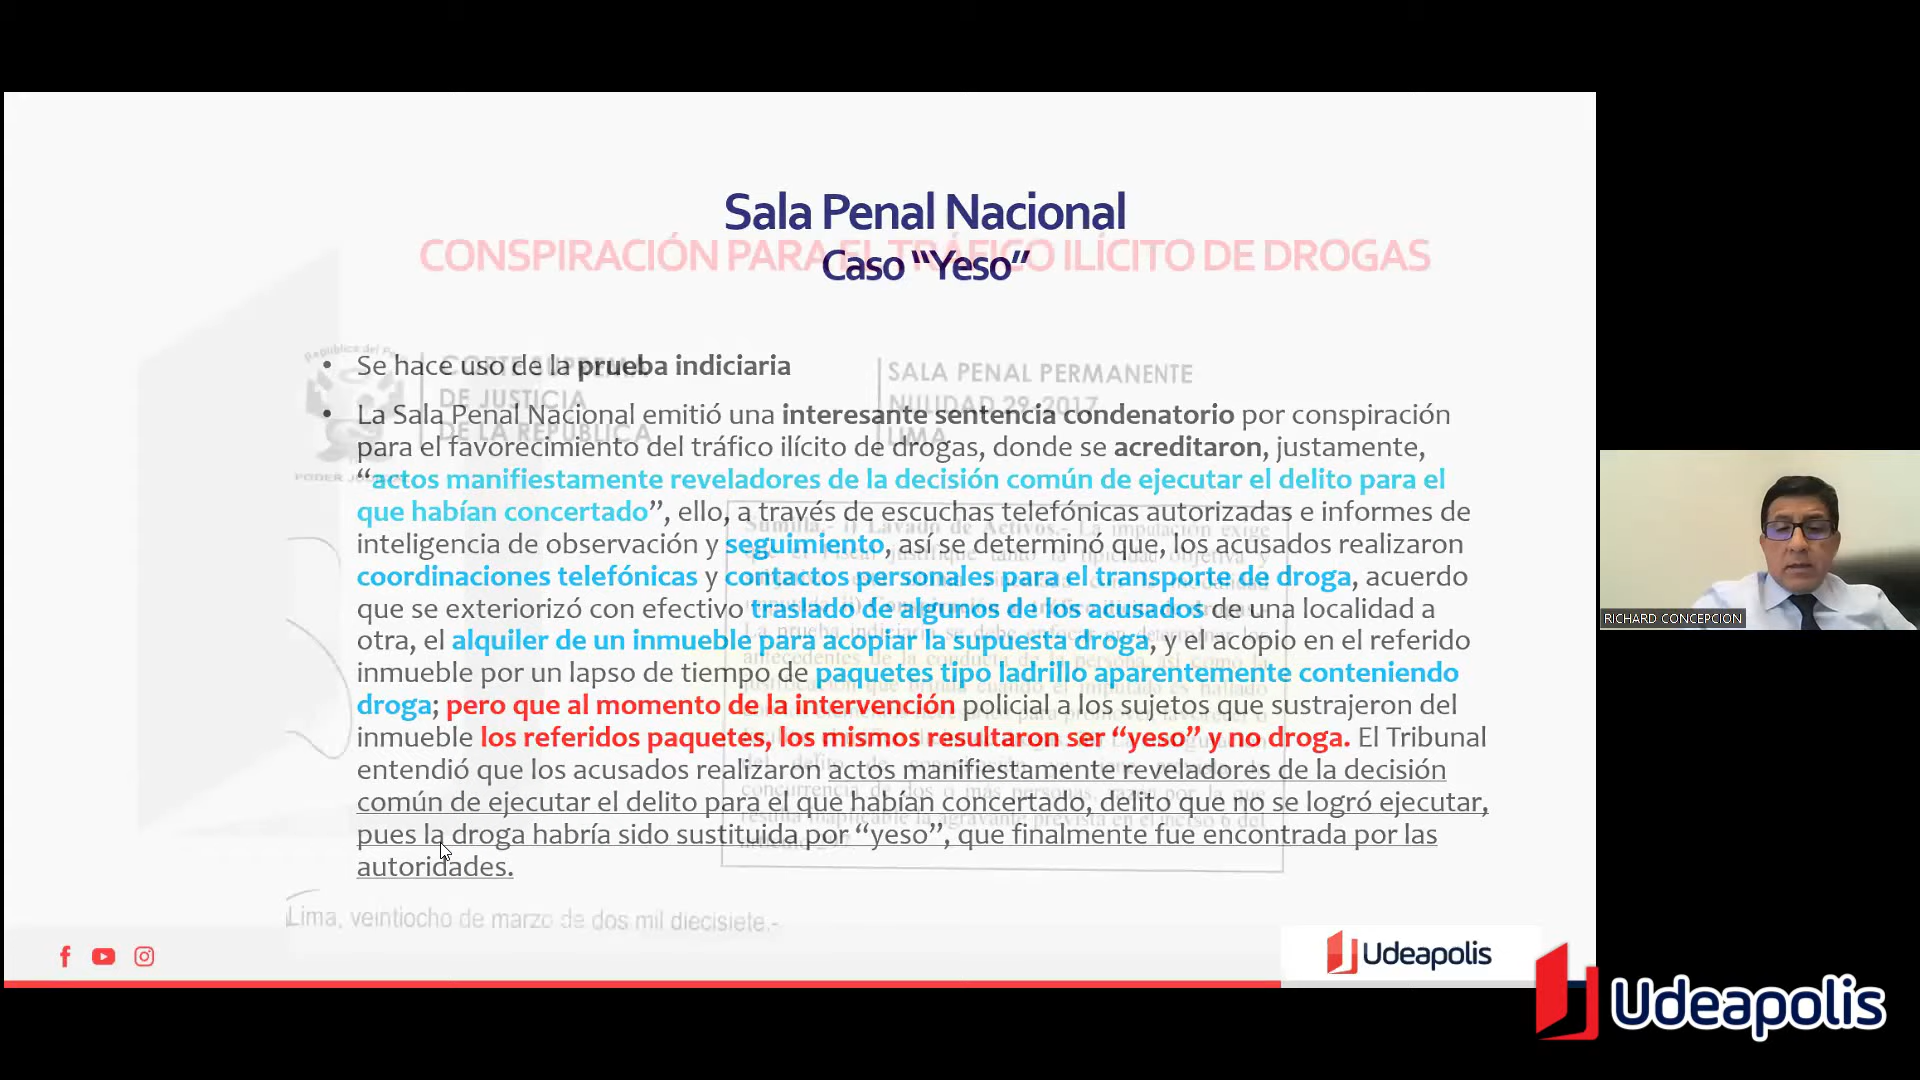 Sala Penal Nacional
CONSPIRACIÓN PARA EL TRÁFICO ILÍCITO DE DROGAS
Caso “Yeso”
• Se hace uso de la prueba indiciaria
CORTE SUPREMA
DE JUSTICIA
DE LA REPÚBLICA
SALA PENAL PERMANENTE
NULIDAD 29-2017
LIMA
• La Sala Penal Nacional emitió una interesante sentencia condenatorio por conspiración
para el favorecimiento del tráfico ilícito de drogas, donde se acreditaron, justamente,
“actos manifiestamente reveladores de la decisión común de ejecutar el delito para el
que habían concertado”, ello, a través de escuchas telefónicas autorizadas e informes de
inteligencia de observación y seguimiento, así se determinó que, los acusados realizaron
coordinaciones telefónicas y contactos personales para el transporte de droga, acuerdo
que se exteriorizó con efectivo traslado de algunos de los acusados de una localidad a
otra, el alquiler de un inmueble para acopiar la supuesta droga, y el acopio en el referido
inmueble por un lapso de tiempo de paquetes tipo ladrillo aparentemente conteniendo
droga; pero que al momento de la intervención policial a los sujetos que sustrajeron del
inmueble los referidos paquetes, los mismos resultaron ser “yeso” y no droga. El Tribunal
entendió que los acusados realizaron actos manifiestamente reveladores de la decisión
común de ejecutar el delito para el que habían concertado, delito que no se logró ejecutar,
pues la droga habría sido sustituida por “yeso”, que finalmente fue encontrada por las
autoridades.
Lima, veintiocho de marzo de dos mil diecisiete.-
Udeapolis
RICHARD CONCEPCION
Udeapolis